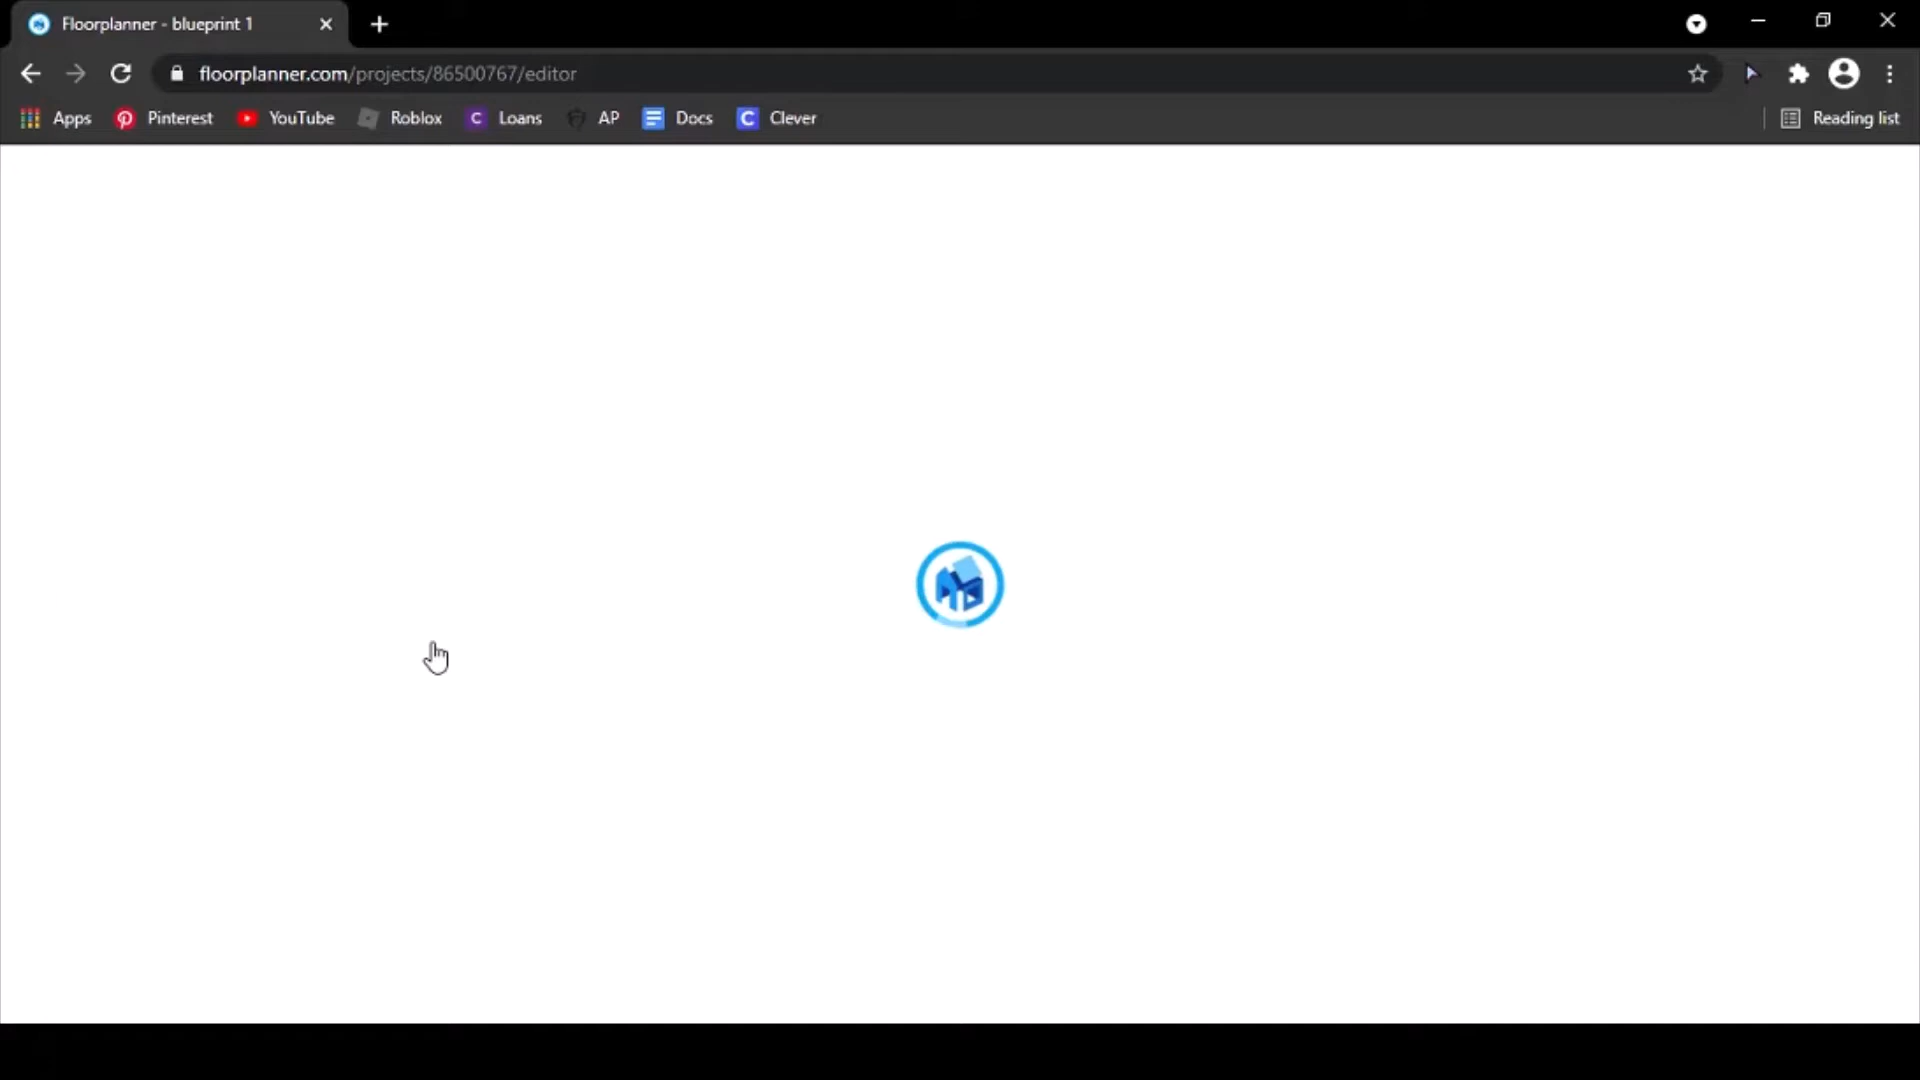 Floorplanner - blueprint 1
floorplanner.com/projects/86500767/editor
Apps Pinterest YouTube Roblox C Loans AP Docs C Clever Reading list